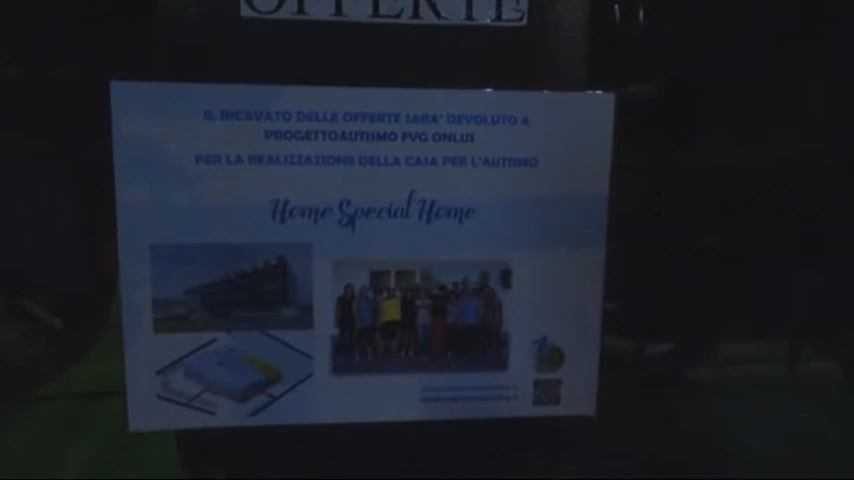 OFFERTE
IL RICAVATO DELLE OFFERTE SARA' DEVOLUTO A
PROGETTOAUTISMO FVG ONLUS
PER LA REALIZZAZIONE DELLA CASA PER L'AUTISMO
Home Special Home